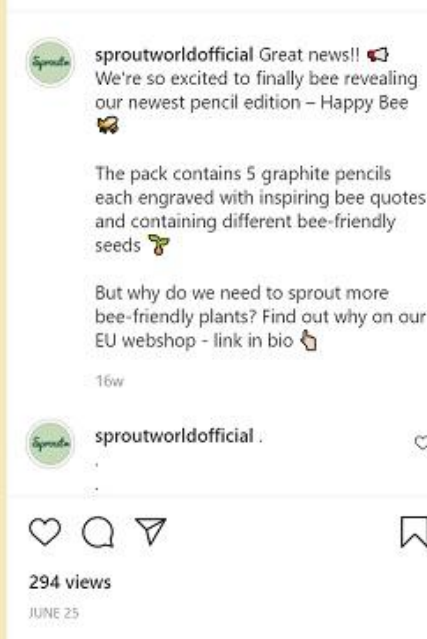 Sprout
sproutworldofficial Great news!! 📢
We're so excited to finally bee revealing
our newest pencil edition – Happy Bee
🐝
The pack contains 5 graphite pencils
each engraved with inspiring bee quotes
and containing different bee-friendly
seeds 🌱
But why do we need to sprout more
bee-friendly plants? Find out why on our
EU webshop - link in bio 👆
16w
Sprout
sproutworldofficial .
.
.
294 views
JUNE 25